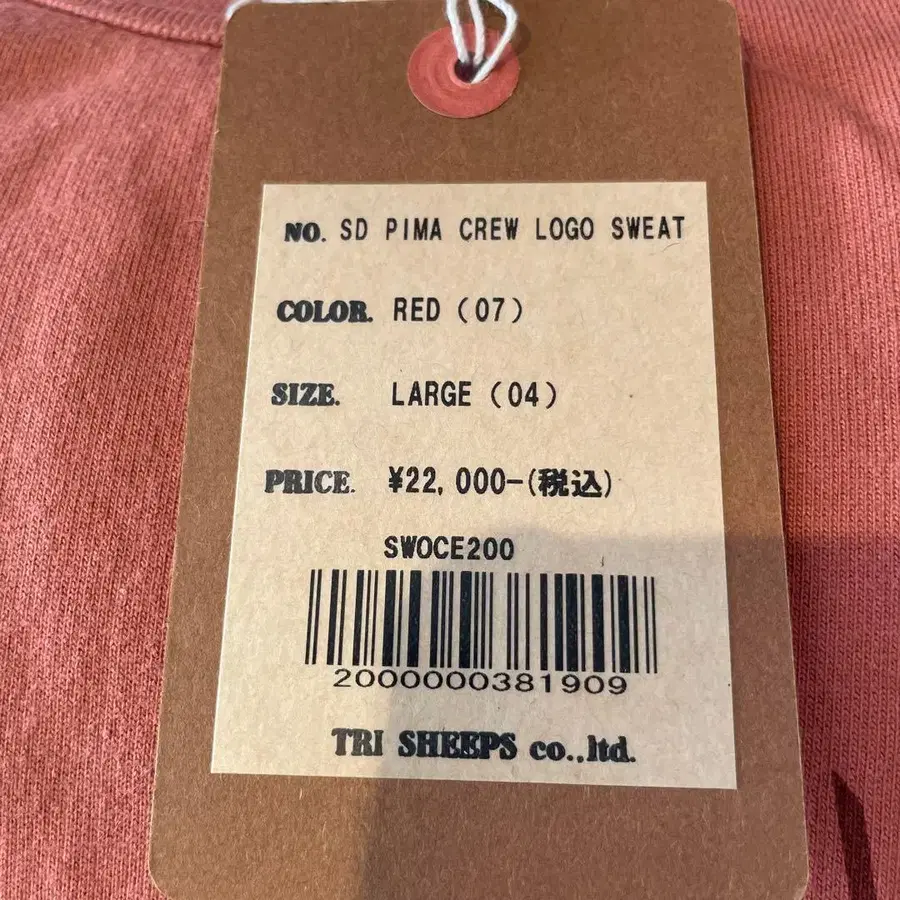 NO. SD PIMA CREW LOGO SWEAT
COLOR. RED (07)
SIZE. LARGE (04)
PRICE. ¥22,000-(税込)
SWOCE200
2000000381909
TRI SHEEPS co.,ltd.